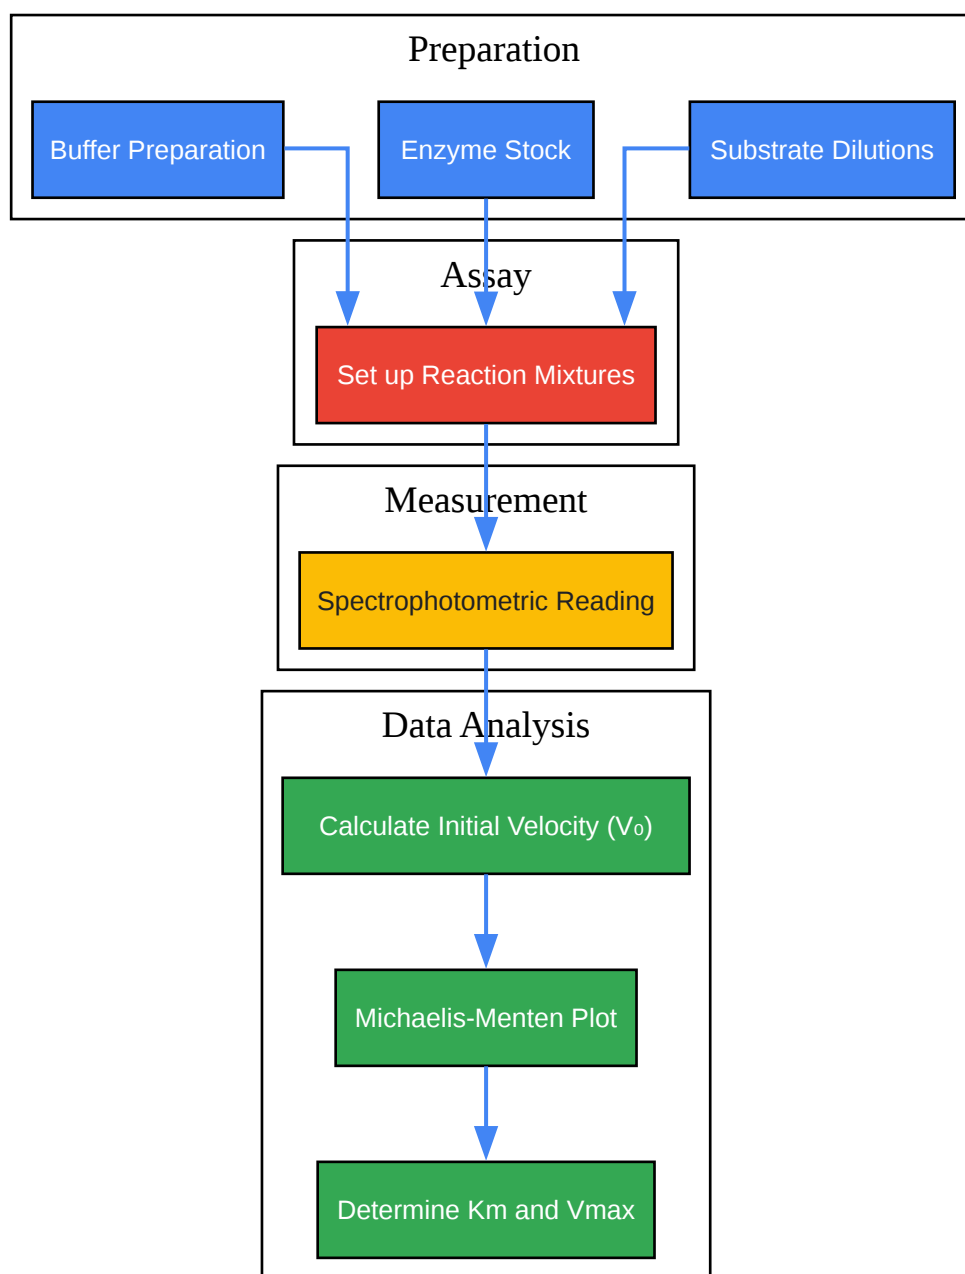 Preparation
Buffer Preparation
Enzyme Stock
Substrate Dilutions
Assay
Set up Reaction Mixtures
Measurement
Spectrophotometric Reading
Data Analysis
Calculate Initial Velocity (V₀)
Michaelis-Menten Plot
Determine Km and Vmax